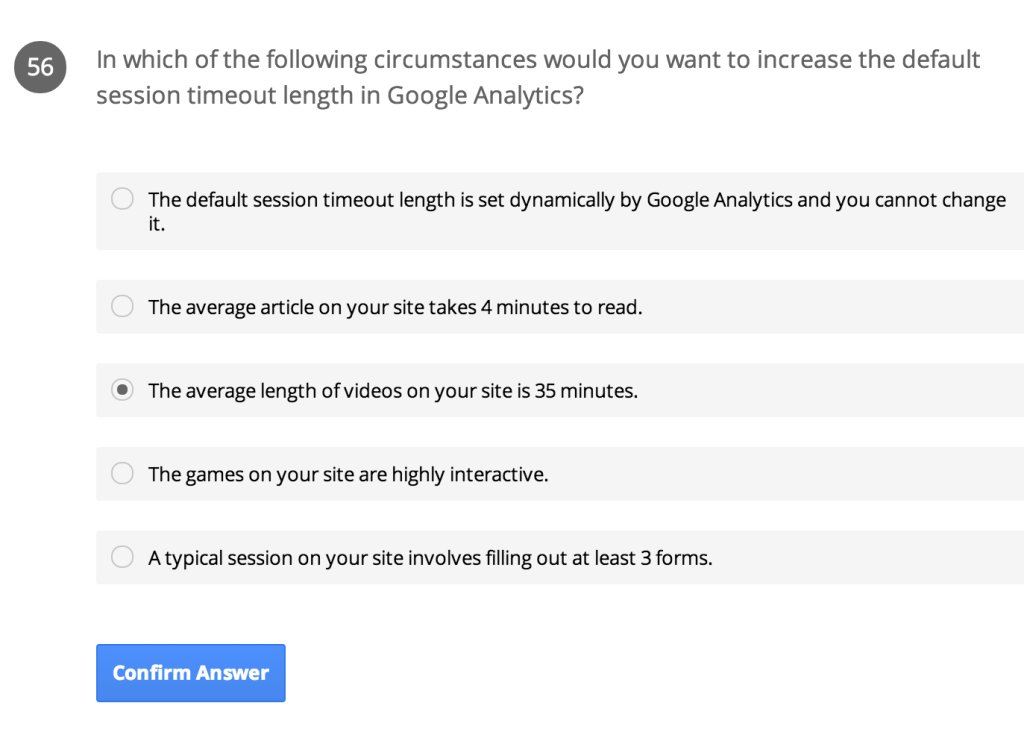 56
In which of the following circumstances would you want to increase the default
session timeout length in Google Analytics?
The default session timeout length is set dynamically by Google Analytics and you cannot change
it.
The average article on your site takes 4 minutes to read.
The average length of videos on your site is 35 minutes.
The games on your site are highly interactive.
A typical session on your site involves filling out at least 3 forms.
Confirm Answer